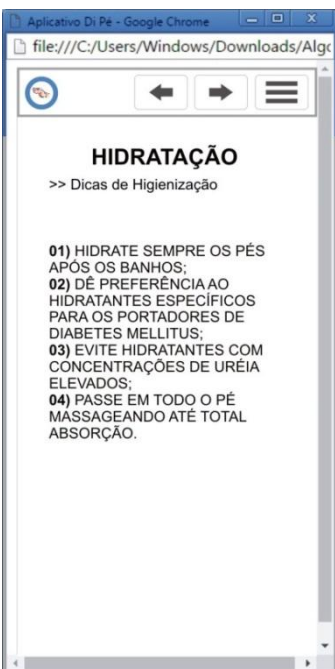 Aplicativo Di Pé - Google Chrome
file:///C:/Users/Windows/Downloads/Algo
HIDRATAÇÃO
>> Dicas de Higienização
01) HIDRATE SEMPRE OS PÉS
APÓS OS BANHOS;
02) DÊ PREFERÊNCIA AO
HIDRATANTES ESPECÍFICOS
PARA OS PORTADORES DE
DIABETES MELLITUS;
03) EVITE HIDRATANTES COM
CONCENTRAÇÕES DE URÉIA
ELEVADOS;
04) PASSE EM TODO O PÉ
MASSAGEANDO ATÉ TOTAL
ABSORÇÃO.